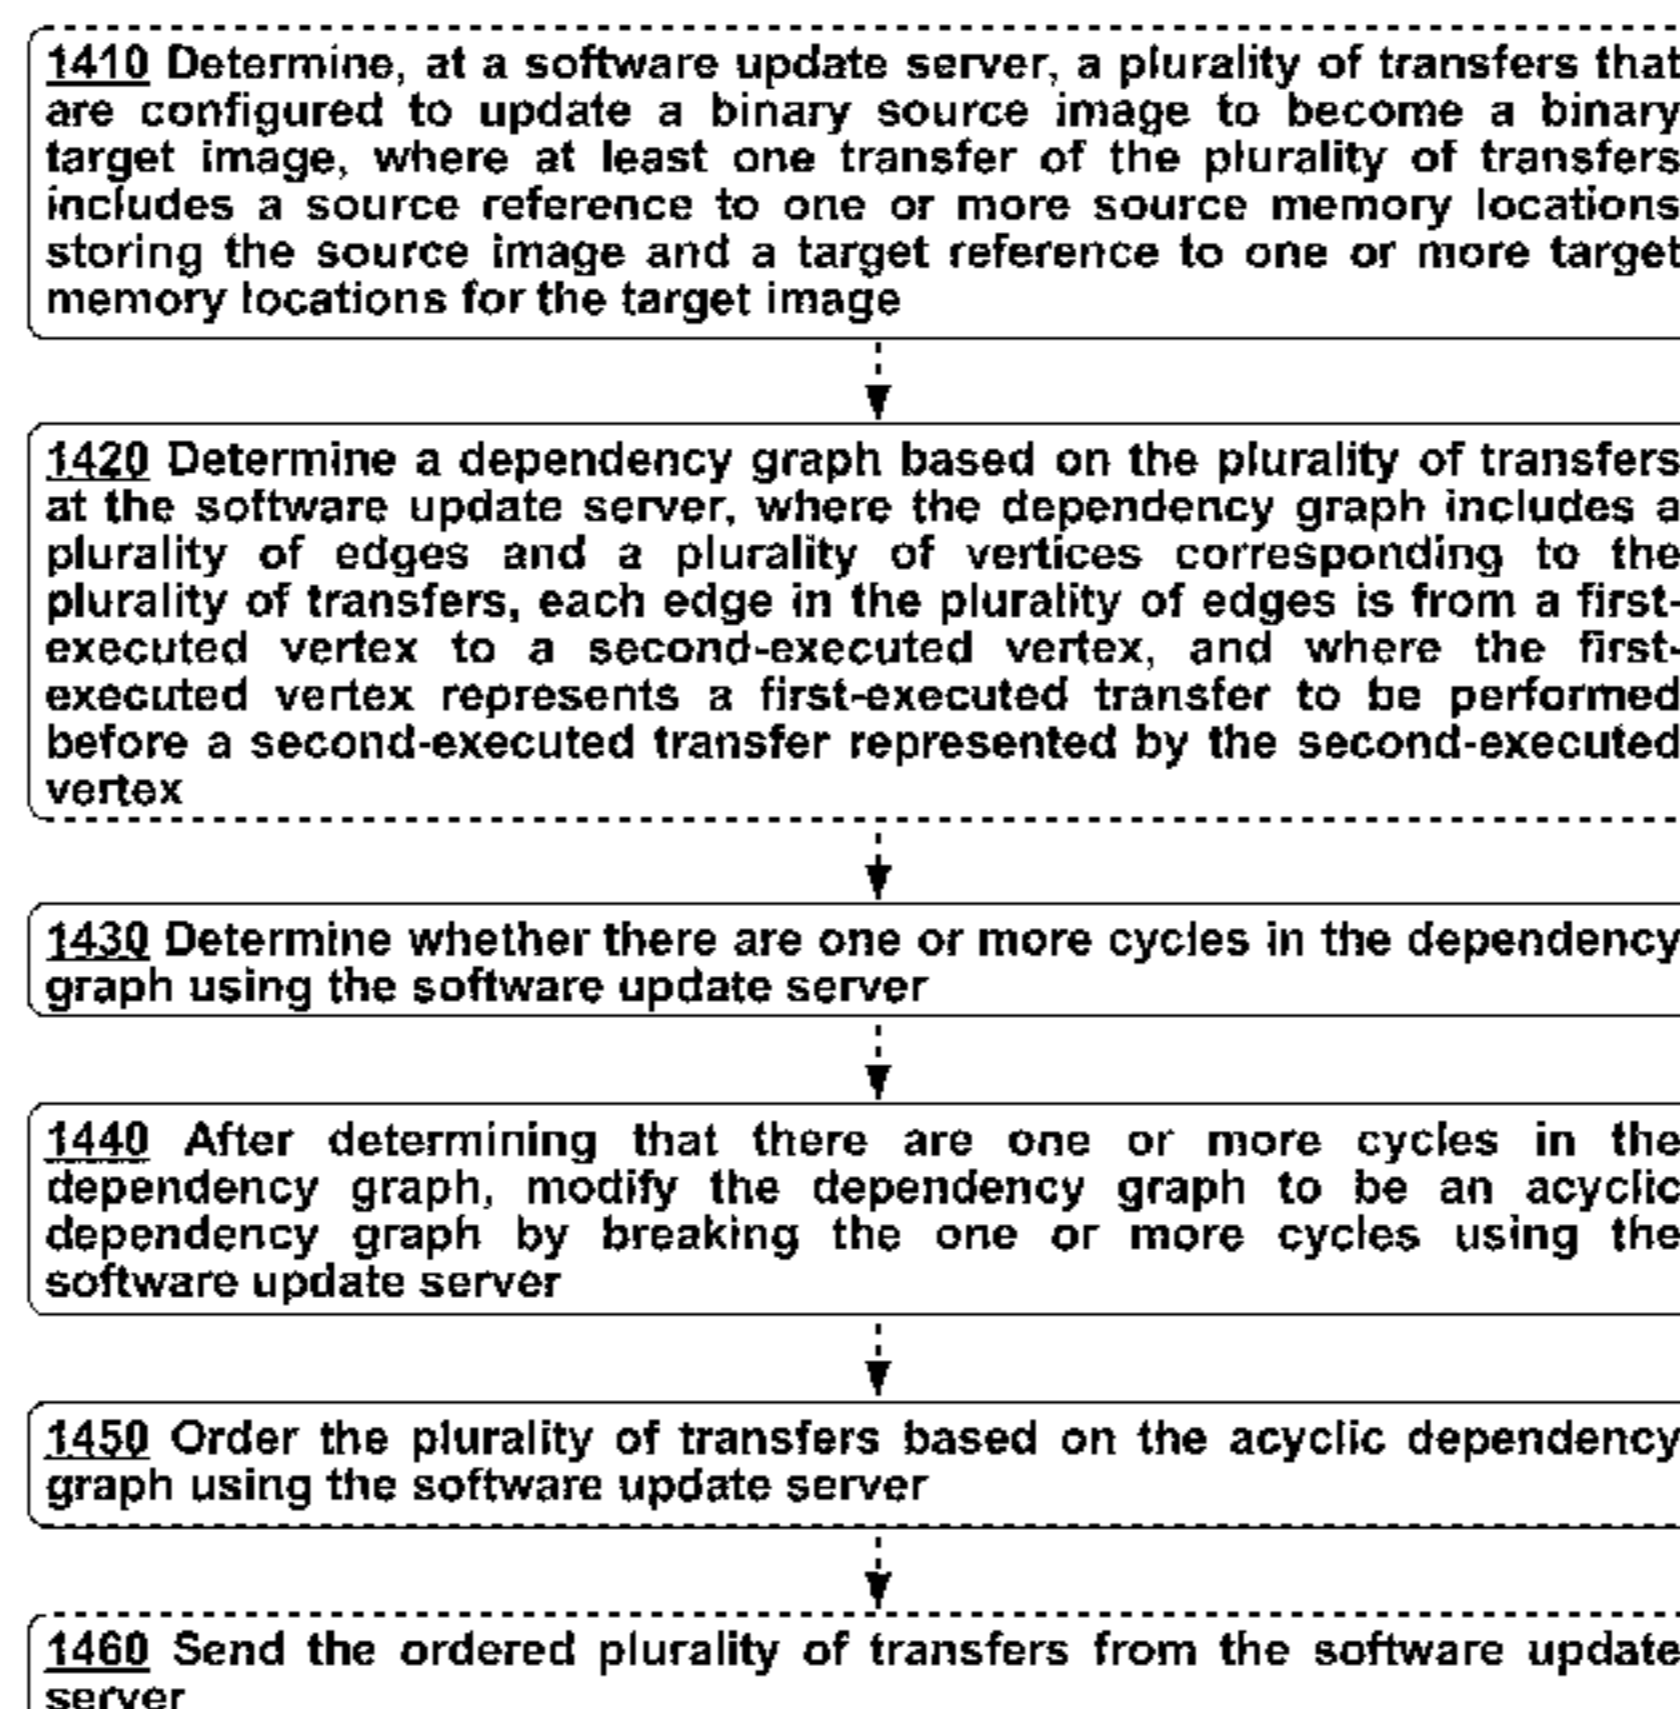 1410 Determine, at a software update server, a plurality of transfers that
are configured to update a binary source image to become a binary
target image, where at least one transfer of the plurality of transfers
includes a source reference to one or more source memory locations
storing the source image and a target reference to one or more target
memory locations for the target image
1420 Determine a dependency graph based on the plurality of transfers
at the software update server, where the dependency graph includes a
plurality of edges and a plurality of vertices corresponding to the
plurality of transfers, each edge in the plurality of edges is from a first-
executed vertex to a second-executed vertex, and where the first-
executed vertex represents a first-executed transfer to be performed
before a second-executed transfer represented by the second-executed
vertex
1430 Determine whether there are one or more cycles in the dependency
graph using the software update server
1440 After determining that there are one or more cycles in the
dependency graph, modify the dependency graph to be an acyclic
dependency graph by breaking the one or more cycles using the
software update server
1450 Order the plurality of transfers based on the acyclic dependency
graph using the software update server
1460 Send the ordered plurality of transfers from the software update
server